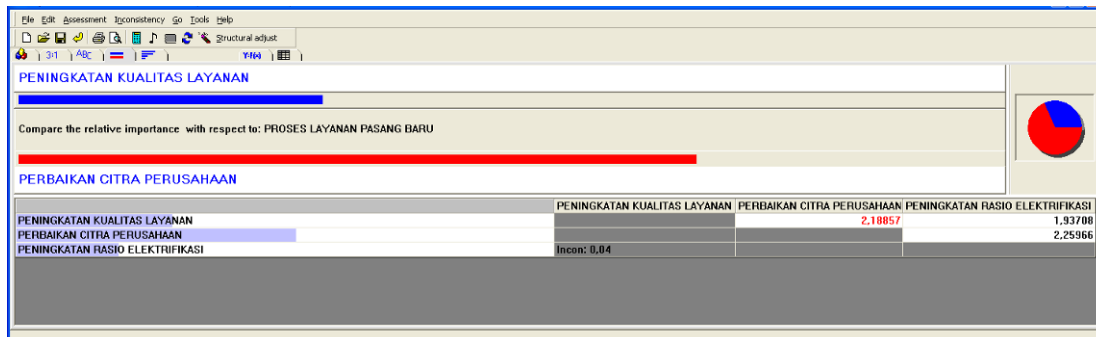 File Edit Assessment Inconsistency Go Tools Help
Structural adjust
3:1 ABC Y=f(x)
PENINGKATAN KUALITAS LAYANAN
Compare the relative importance with respect to: PROSES LAYANAN PASANG BARU
PERBAIKAN CITRA PERUSAHAAN
PENINGKATAN KUALITAS LAYANAN PERBAIKAN CITRA PERUSAHAAN PENINGKATAN RASIO ELEKTRIFIKASI
PENINGKATAN KUALITAS LAYANAN 2,18857 1,93708
PERBAIKAN CITRA PERUSAHAAN 2,25966
PENINGKATAN RASIO ELEKTRIFIKASI Incon: 0,04